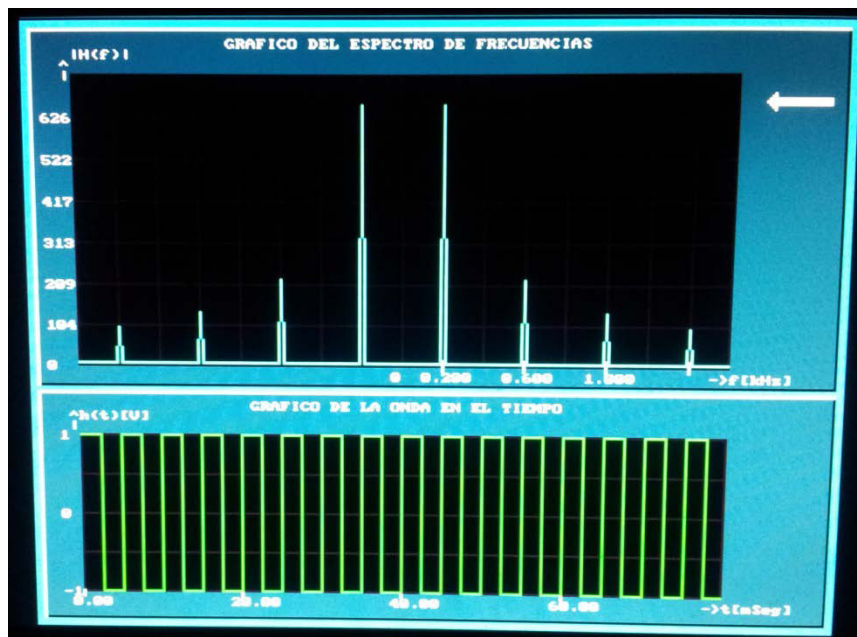 GRAFICO DEL ESPECTRO DE FRECUENCIAS
^|H(f)|
626
522
417
313
209
104
0
0 0.200 0.600 1.000 ->f[kHz]
GRAFICO DE LA ONDA EN EL TIEMPO
^h(t)[V]
1
0
-1
0.00 20.00 40.00 60.00 ->t[mSeg]